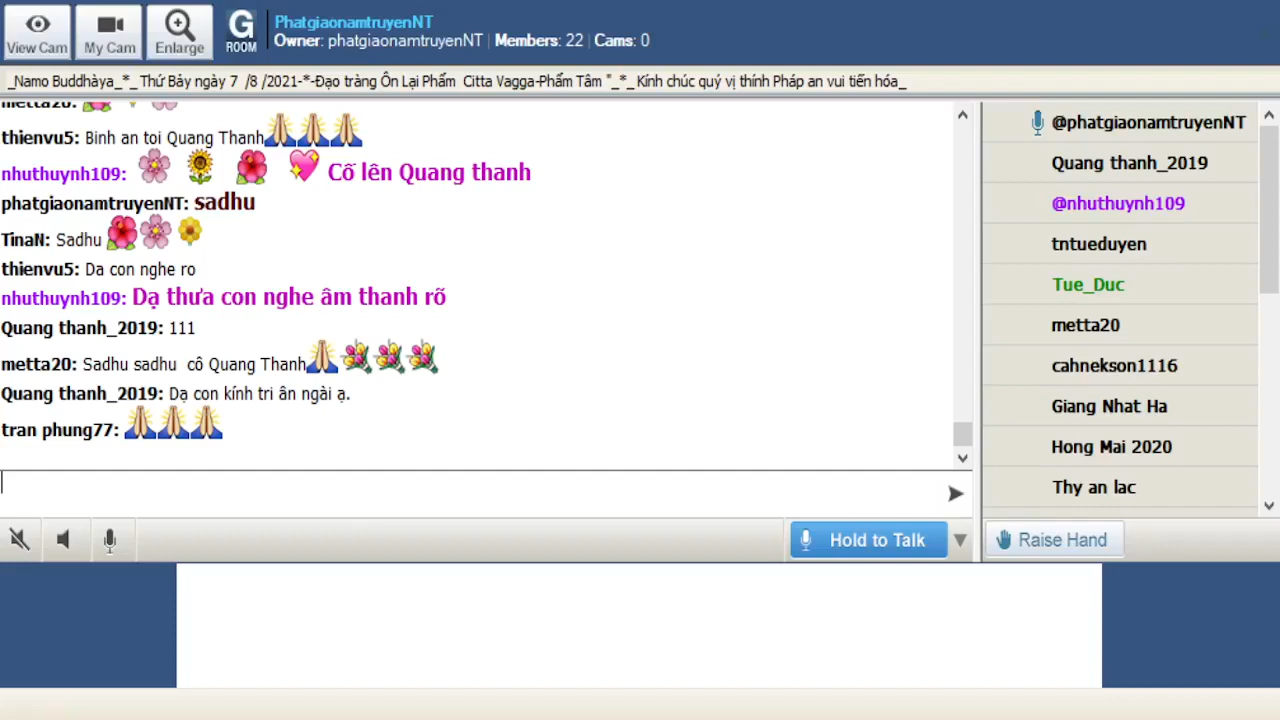 View Cam
My Cam
Enlarge
G
ROOM
PhatgiaonamtruyenNT
Owner: phatgiaonamtruyenNT | Members: 22 | Cams: 0
_Namo Buddhàya_*_ Thứ Bảy ngày 7 /8 /2021-*-Đạo tràng Ôn Lại Phẩm Citta Vagga-Phẩm Tâm "_*_ Kính chúc quý vị thính Pháp an vui tiến hóa_
metta20:
thienvu5: Binh an toi Quang Thanh
nhuthuynh109: Cố lên Quang thanh
phatgiaonamtruyenNT: sadhu
TinaN: Sadhu
thienvu5: Da con nghe ro
nhuthuynh109: Dạ thưa con nghe âm thanh rõ
Quang thanh_2019: 111
metta20: Sadhu sadhu cô Quang Thanh
Quang thanh_2019: Dạ con kính tri ân ngài ạ.
tran phung77:
@phatgiaonamtruyenNT
Quang thanh_2019
@nhuthuynh109
tntueduyen
Tue_Duc
metta20
cahnekson1116
Giang Nhat Ha
Hong Mai 2020
Thy an lac
Hold to Talk
Raise Hand